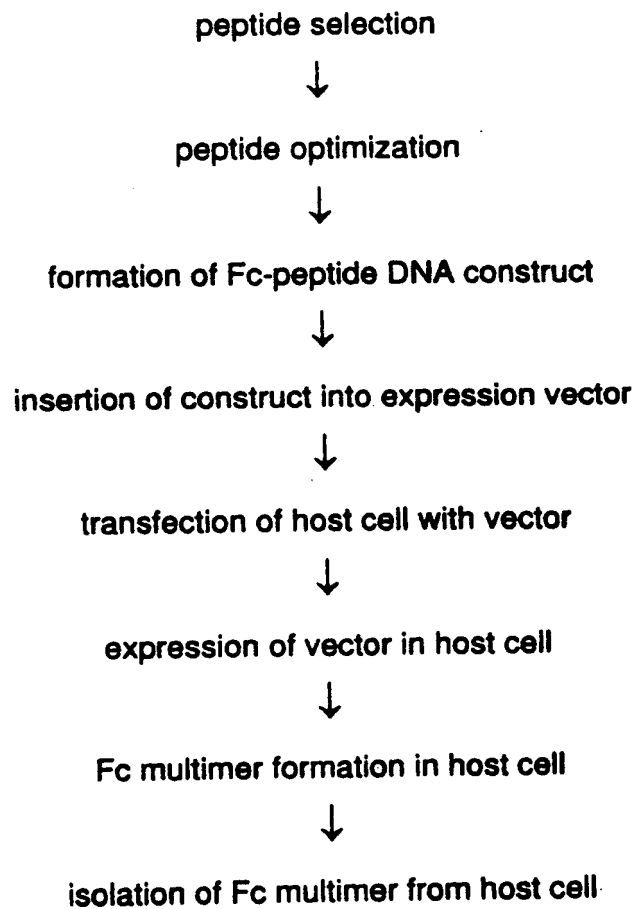 peptide selection
↓
peptide optimization
↓
formation of Fc-peptide DNA construct
↓
insertion of construct into expression vector
↓
transfection of host cell with vector
↓
expression of vector in host cell
↓
Fc multimer formation in host cell
↓
isolation of Fc multimer from host cell